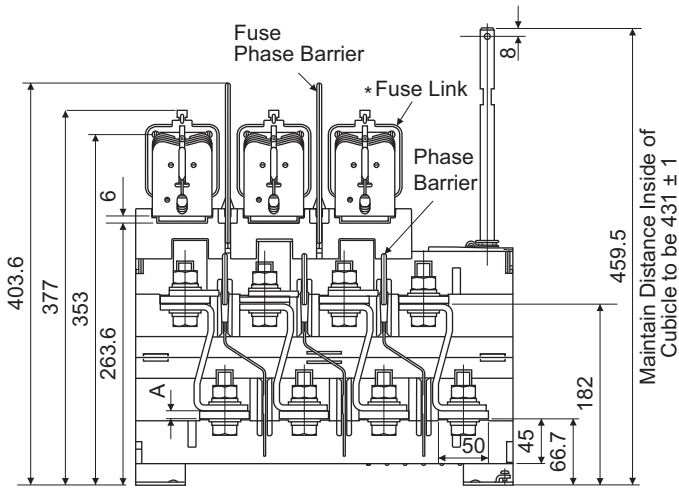 Fuse
Phase Barrier
*Fuse Link
Phase
Barrier
8
6
403.6
377
353
263.6
A
459.5
Maintain Distance Inside of
Cubicle to be 431 ± 1
182
50
45
66.7